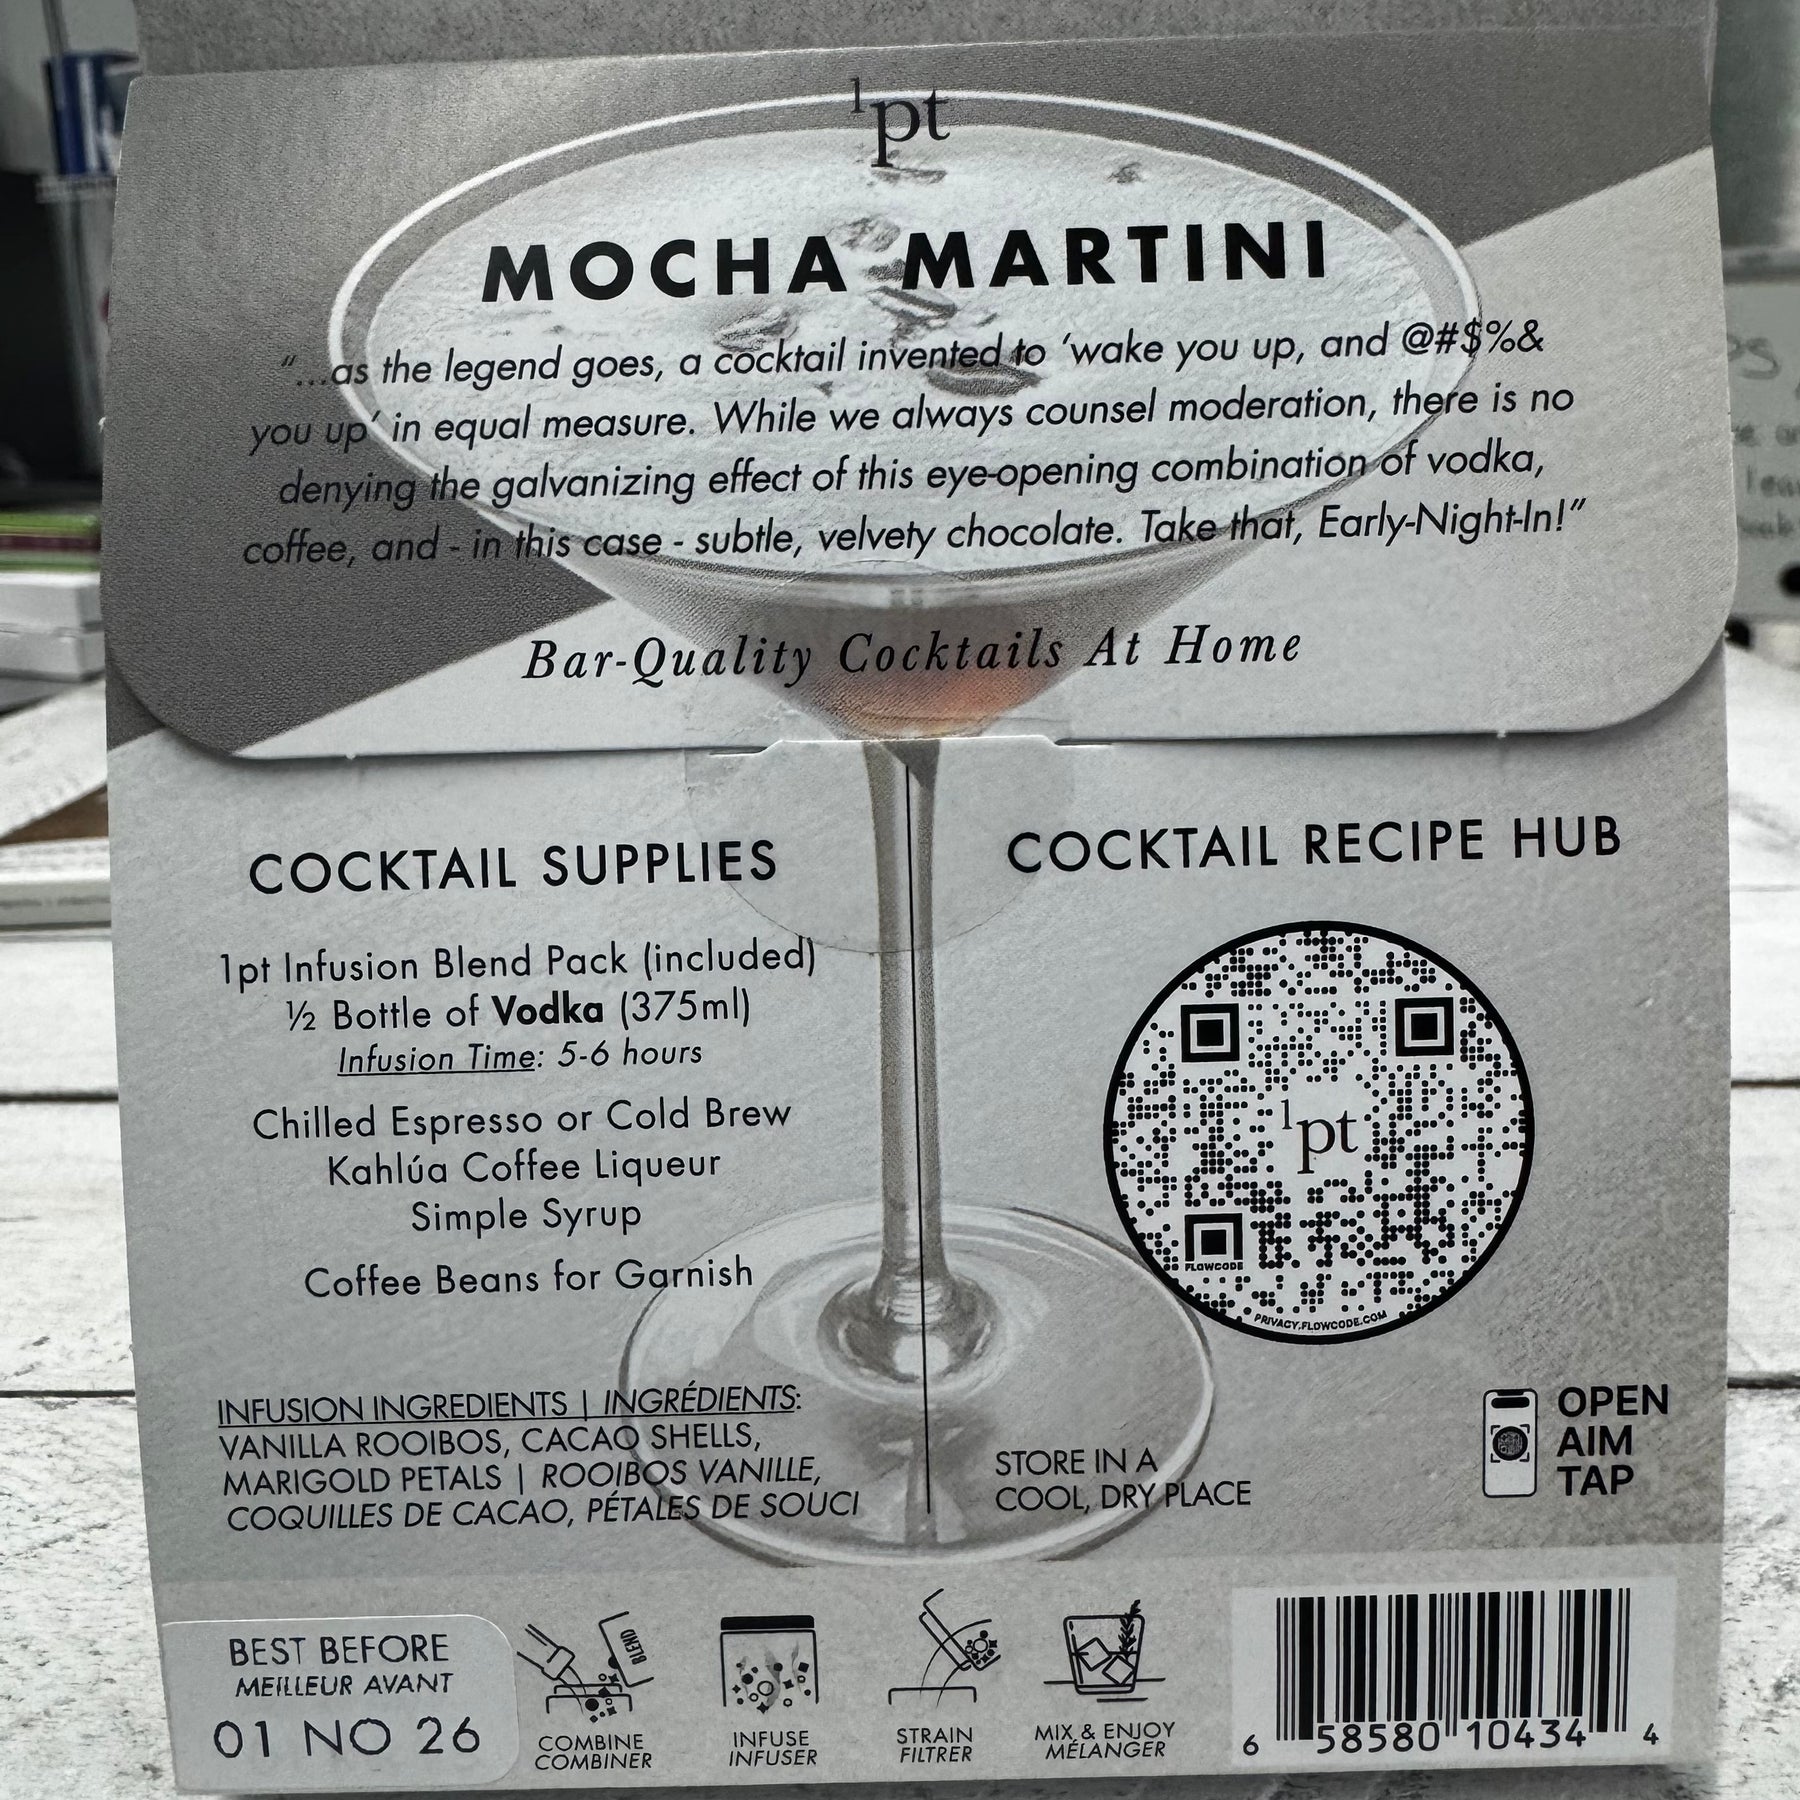 1pt
MOCHA MARTINI
"...as the legend goes, a cocktail invented to 'wake you up, and @#$%&
you up' in equal measure. While we always counsel moderation, there is no
denying the galvanizing effect of this eye-opening combination of vodka,
coffee, and - in this case - subtle, velvety chocolate. Take that, Early-Night-In!"
Bar-Quality Cocktails At Home
COCKTAIL SUPPLIES
1pt Infusion Blend Pack (included)
½ Bottle of Vodka (375ml)
Infusion Time: 5-6 hours
Chilled Espresso or Cold Brew
Kahlúa Coffee Liqueur
Simple Syrup
Coffee Beans for Garnish
INFUSION INGREDIENTS | INGRÉDIENTS:
VANILLA ROOIBOS, CACAO SHELLS,
MARIGOLD PETALS | ROOIBOS VANILLE,
COQUILLES DE CACAO, PÉTALES DE SOUCI
COCKTAIL RECIPE HUB
1pt
FLOWCODE
PRIVACY.FLOWCODE.COM
STORE IN A
COOL, DRY PLACE
OPEN
AIM
TAP
BEST BEFORE
MEILLEUR AVANT
01 NO 26
BLEND
COMBINE
COMBINER
INFUSE
INFUSER
STRAIN
FILTRER
MIX & ENJOY
MÉLANGER
6 58580 10434 4